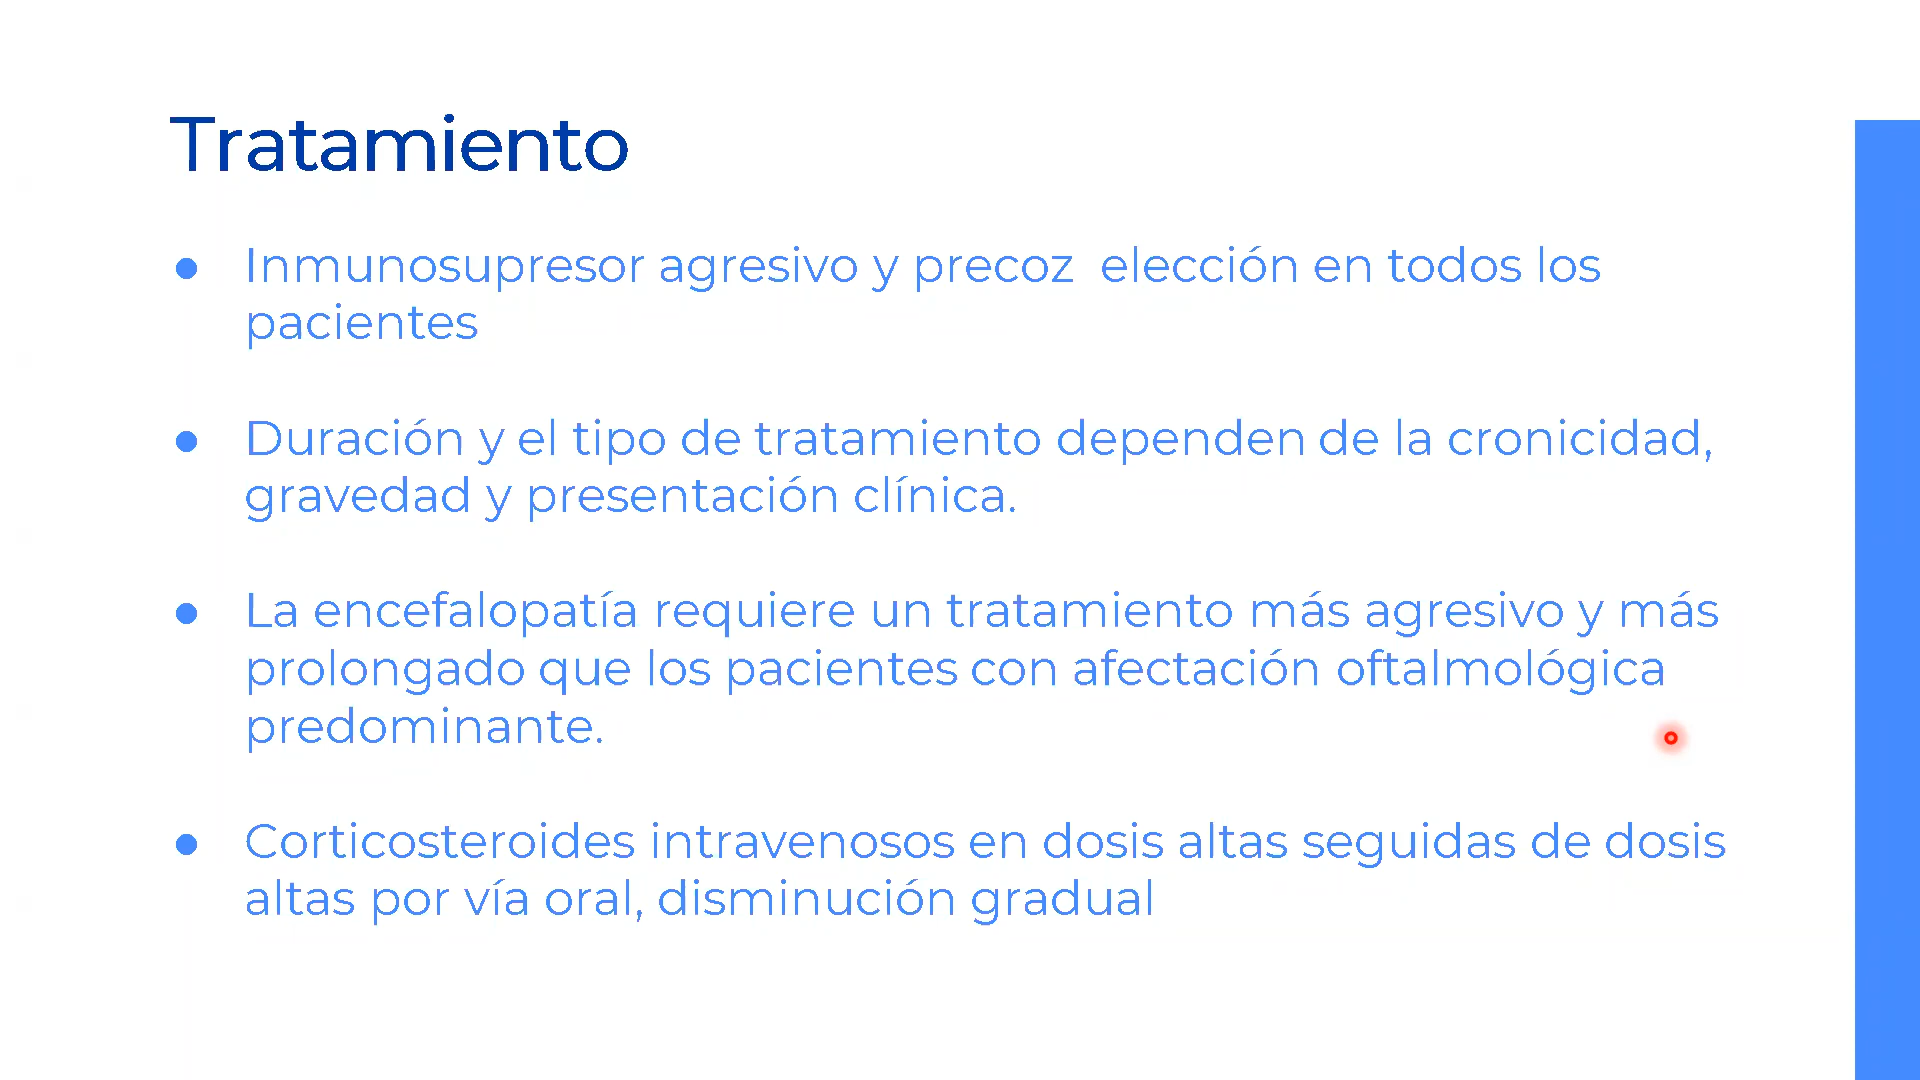 Tratamiento
● Inmunosupresor agresivo y precoz  elección en todos los
pacientes
● Duración y el tipo de tratamiento dependen de la cronicidad,
gravedad y presentación clínica.
● La encefalopatía requiere un tratamiento más agresivo y más
prolongado que los pacientes con afectación oftalmológica
predominante.
● Corticosteroides intravenosos en dosis altas seguidas de dosis
altas por vía oral, disminución gradual